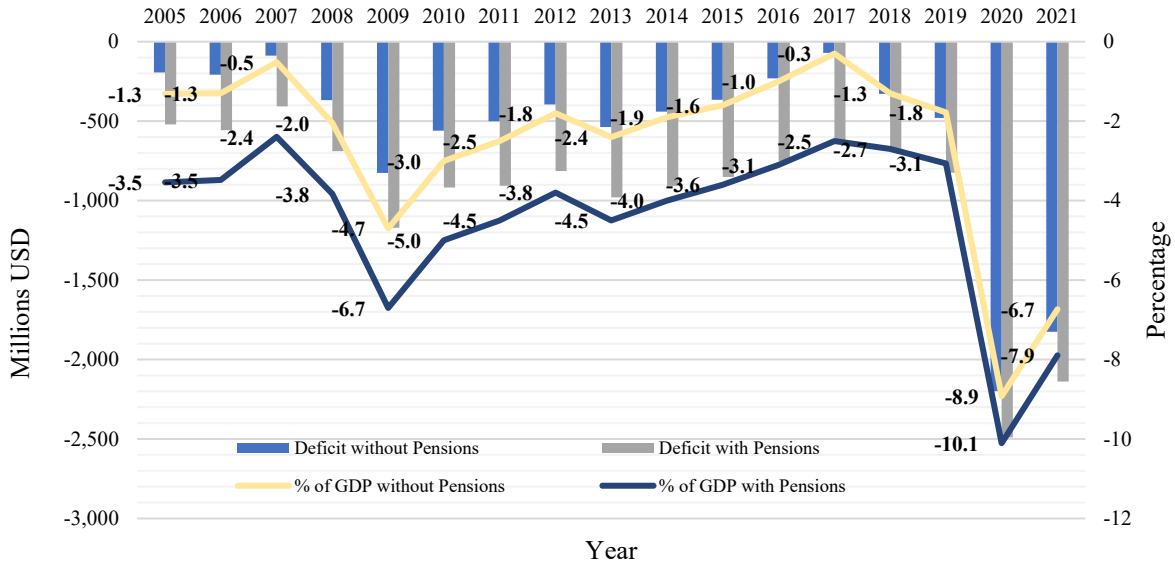 2005 2006 2007 2008 2009 2010 2011 2012 2013 2014 2015 2016 2017 2018 2019 2020 2021
0
-500
-1,000
-1,500
-2,000
-2,500
-3,000
Millions USD
0
-2
-4
-6
-8
-10
-12
Percentage
-1.3 -1.3 -0.5 -2.0 -4.7 -3.0 -2.5 -1.8 -2.4 -1.9 -1.6 -1.0 -0.3 -1.3 -1.8 -8.9 -6.7
-3.5 -3.5 -2.4 -3.8 -6.7 -5.0 -4.5 -3.8 -4.5 -4.0 -3.6 -3.1 -2.5 -2.7 -3.1 -10.1 -7.9
Deficit without Pensions Deficit with Pensions
% of GDP without Pensions % of GDP with Pensions
Year